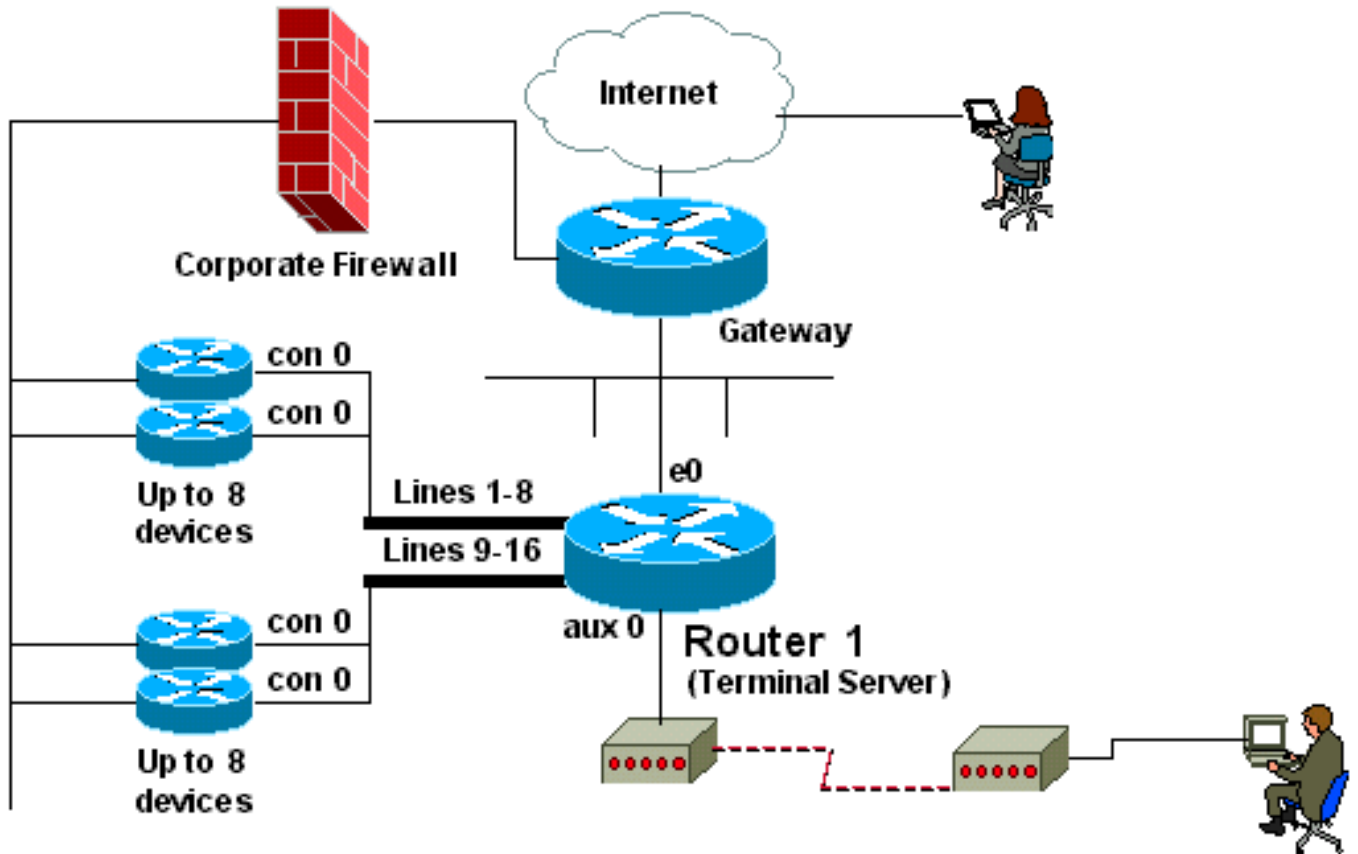 Internet
Corporate Firewall
Gateway
con 0
con 0
Up to 8
devices
e0
Lines 1-8
Lines 9-16
con 0
con 0
aux 0
Router 1
(Terminal Server)
Up to 8
devices